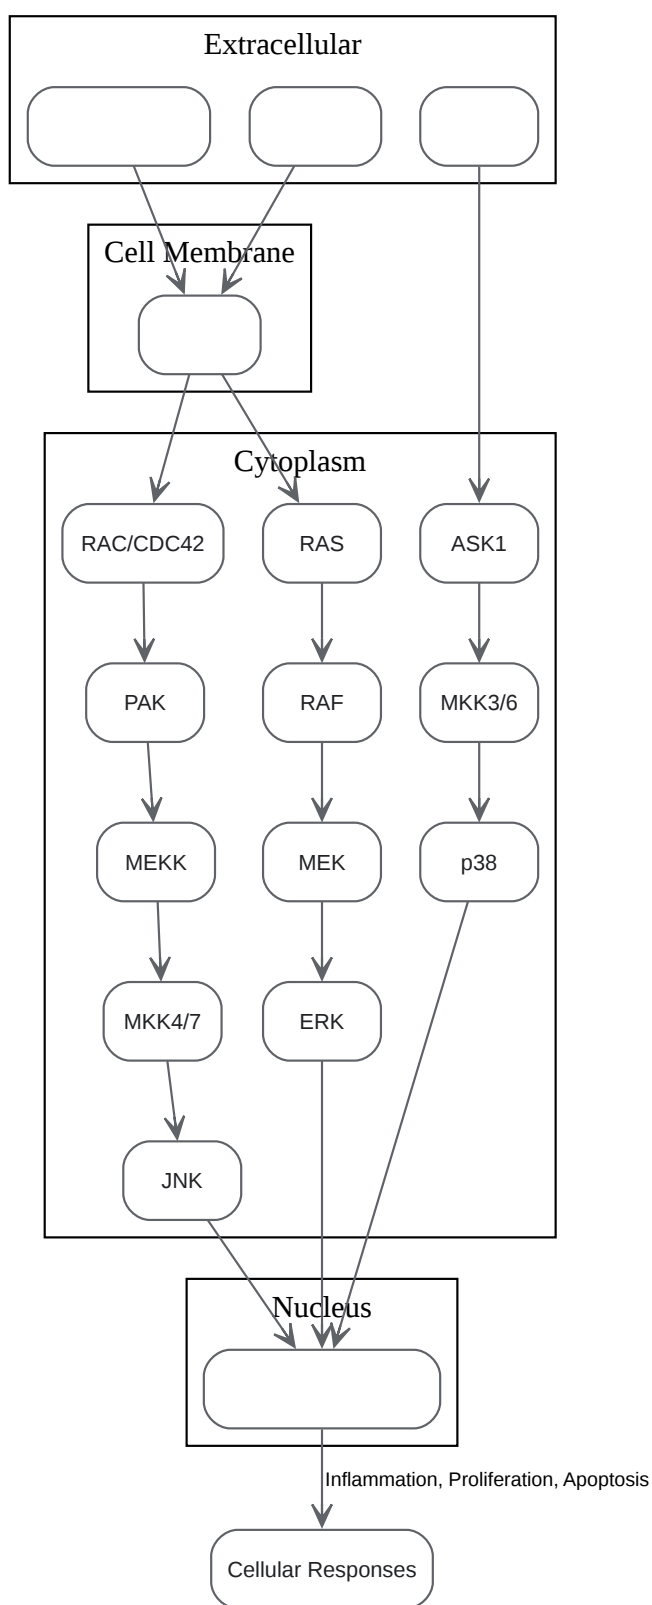 Extracellular
Cell Membrane
Cytoplasm
RAC/CDC42
RAS
ASK1
PAK
RAF
MKK3/6
MEKK
MEK
p38
MKK4/7
ERK
JNK
Nucleus
Inflammation, Proliferation, Apoptosis
Cellular Responses